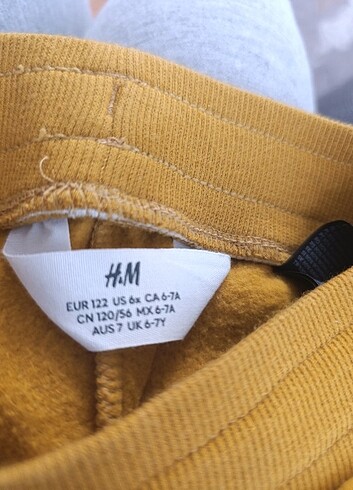 H&M
EUR 122 US 6x CA 6-7A
CN 120/56 MX 6-7A
AUS 7 UK 6-7Y